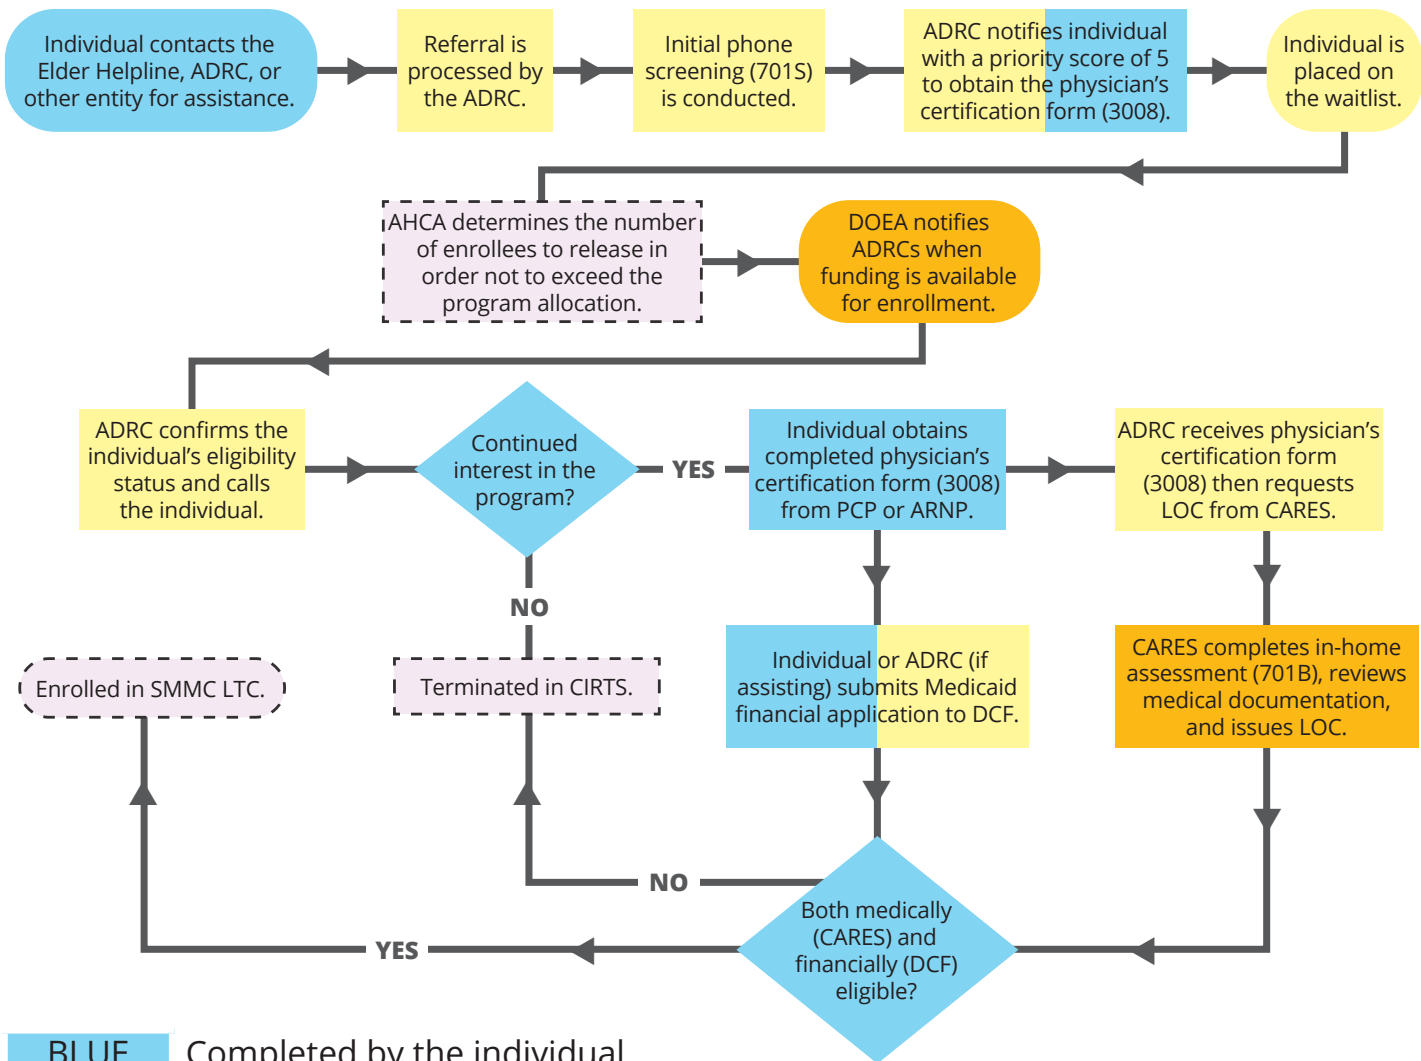 Individual contacts the
Elder Helpline, ADRC, or
other entity for assistance.
Referral is
processed by
the ADRC.
Initial phone
screening (701S)
is conducted.
ADRC notifies individual
with a priority score of 5
to obtain the physician's
certification form (3008).
Individual is
placed on
the waitlist.
AHCA determines the number
of enrollees to release in
order not to exceed the
program allocation.
DOEA notifies
ADRCs when
funding is available
for enrollment.
ADRC confirms the
individual's eligibility
status and calls
the individual.
Continued
interest in the
program?
YES
Individual obtains
completed physician's
certification form (3008)
from PCP or ARNP.
ADRC receives physician's
certification form
(3008) then requests
LOC from CARES.
NO
Enrolled in SMMC LTC.
Terminated in CIRTS.
Individual or ADRC (if
assisting) submits Medicaid
financial application to DCF.
CARES completes in-home
assessment (701B), reviews
medical documentation,
and issues LOC.
NO
YES
Both medically
(CARES) and
financially (DCF)
eligible?
BLUE Completed by the individual